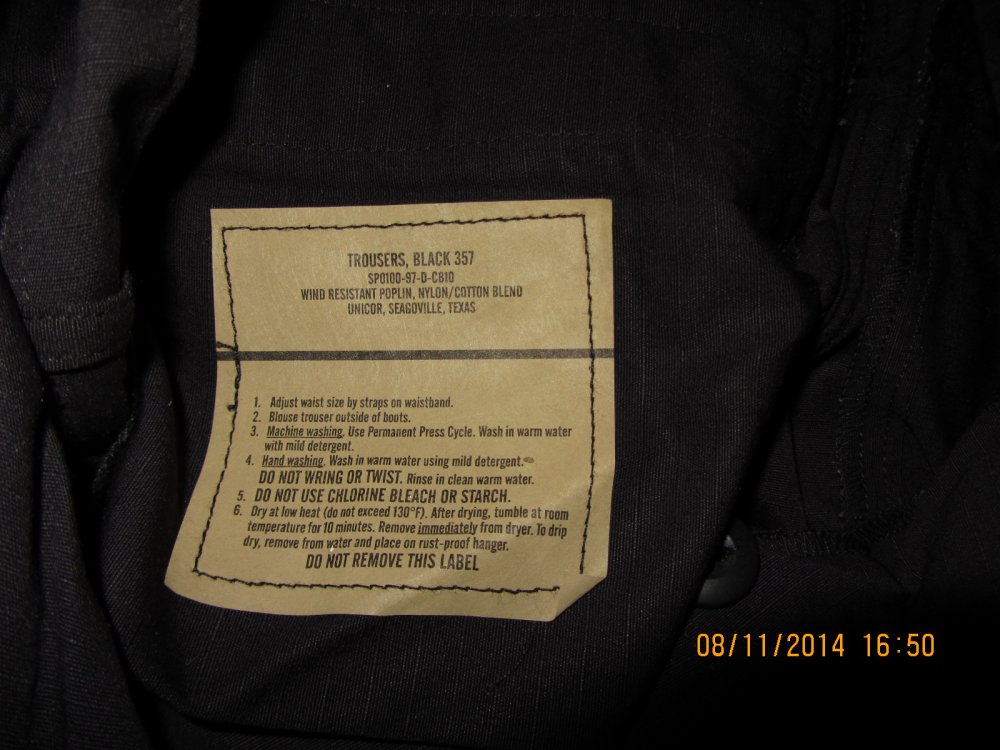 TROUSERS, BLACK 357
SP0100-97-D-CB10
WIND RESISTANT POPLIN, NYLON/COTTON BLEND
UNICOR, SEAGOVILLE, TEXAS
1. Adjust waist size by straps on waistband.
2. Blouse trouser outside of boots.
3. Machine washing. Use Permanent Press Cycle. Wash in warm water
with mild detergent.
4. Hand washing. Wash in warm water using mild detergent.
DO NOT WRING OR TWIST. Rinse in clean warm water.
5. DO NOT USE CHLORINE BLEACH OR STARCH.
6. Dry at low heat (do not exceed 130°F). After drying, tumble at room
temperature for 10 minutes. Remove immediately from dryer. To drip
dry, remove from water and place on rust-proof hanger.
DO NOT REMOVE THIS LABEL
08/11/2014 16:50